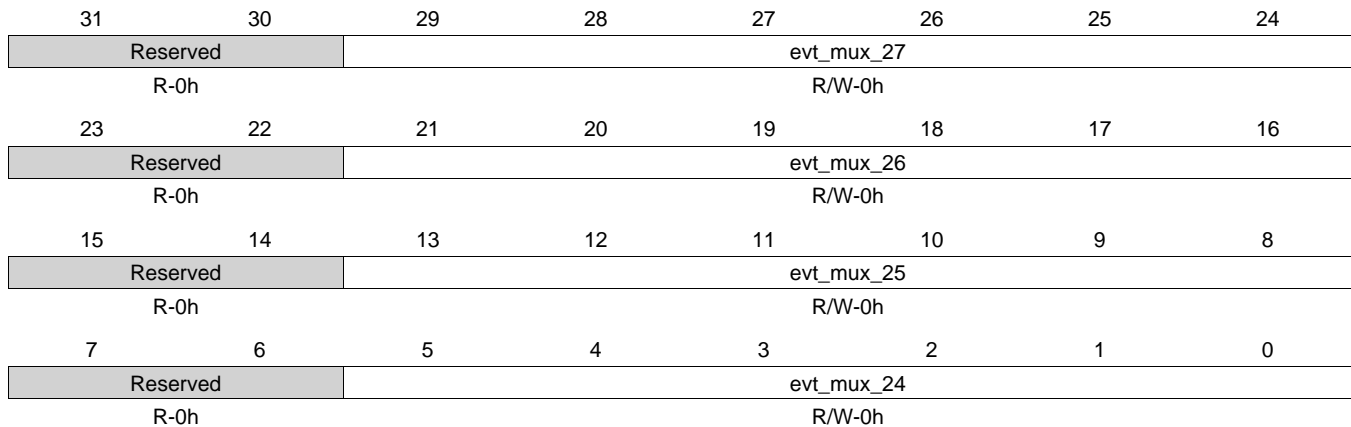 31 30 29 28 27 26 25 24
Reserved evt_mux_27
R-0h R/W-0h
23 22 21 20 19 18 17 16
Reserved evt_mux_26
R-0h R/W-0h
15 14 13 12 11 10 9 8
Reserved evt_mux_25
R-0h R/W-0h
7 6 5 4 3 2 1 0
Reserved evt_mux_24
R-0h R/W-0h